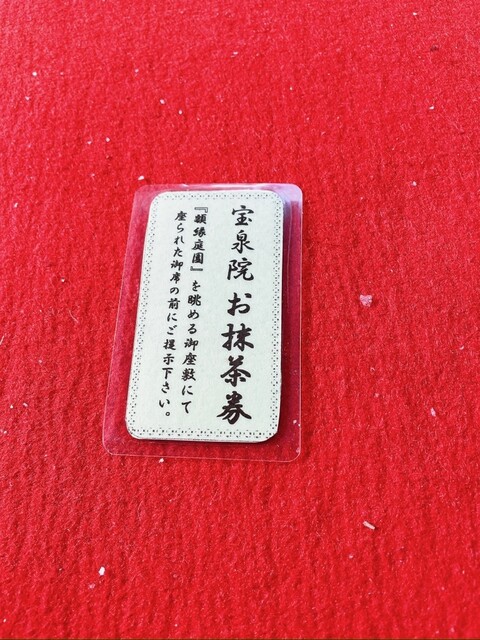 宝泉院 お抹茶券
『額縁庭園』を眺める御座敷にて
座られた御席の前にご提示下さい。